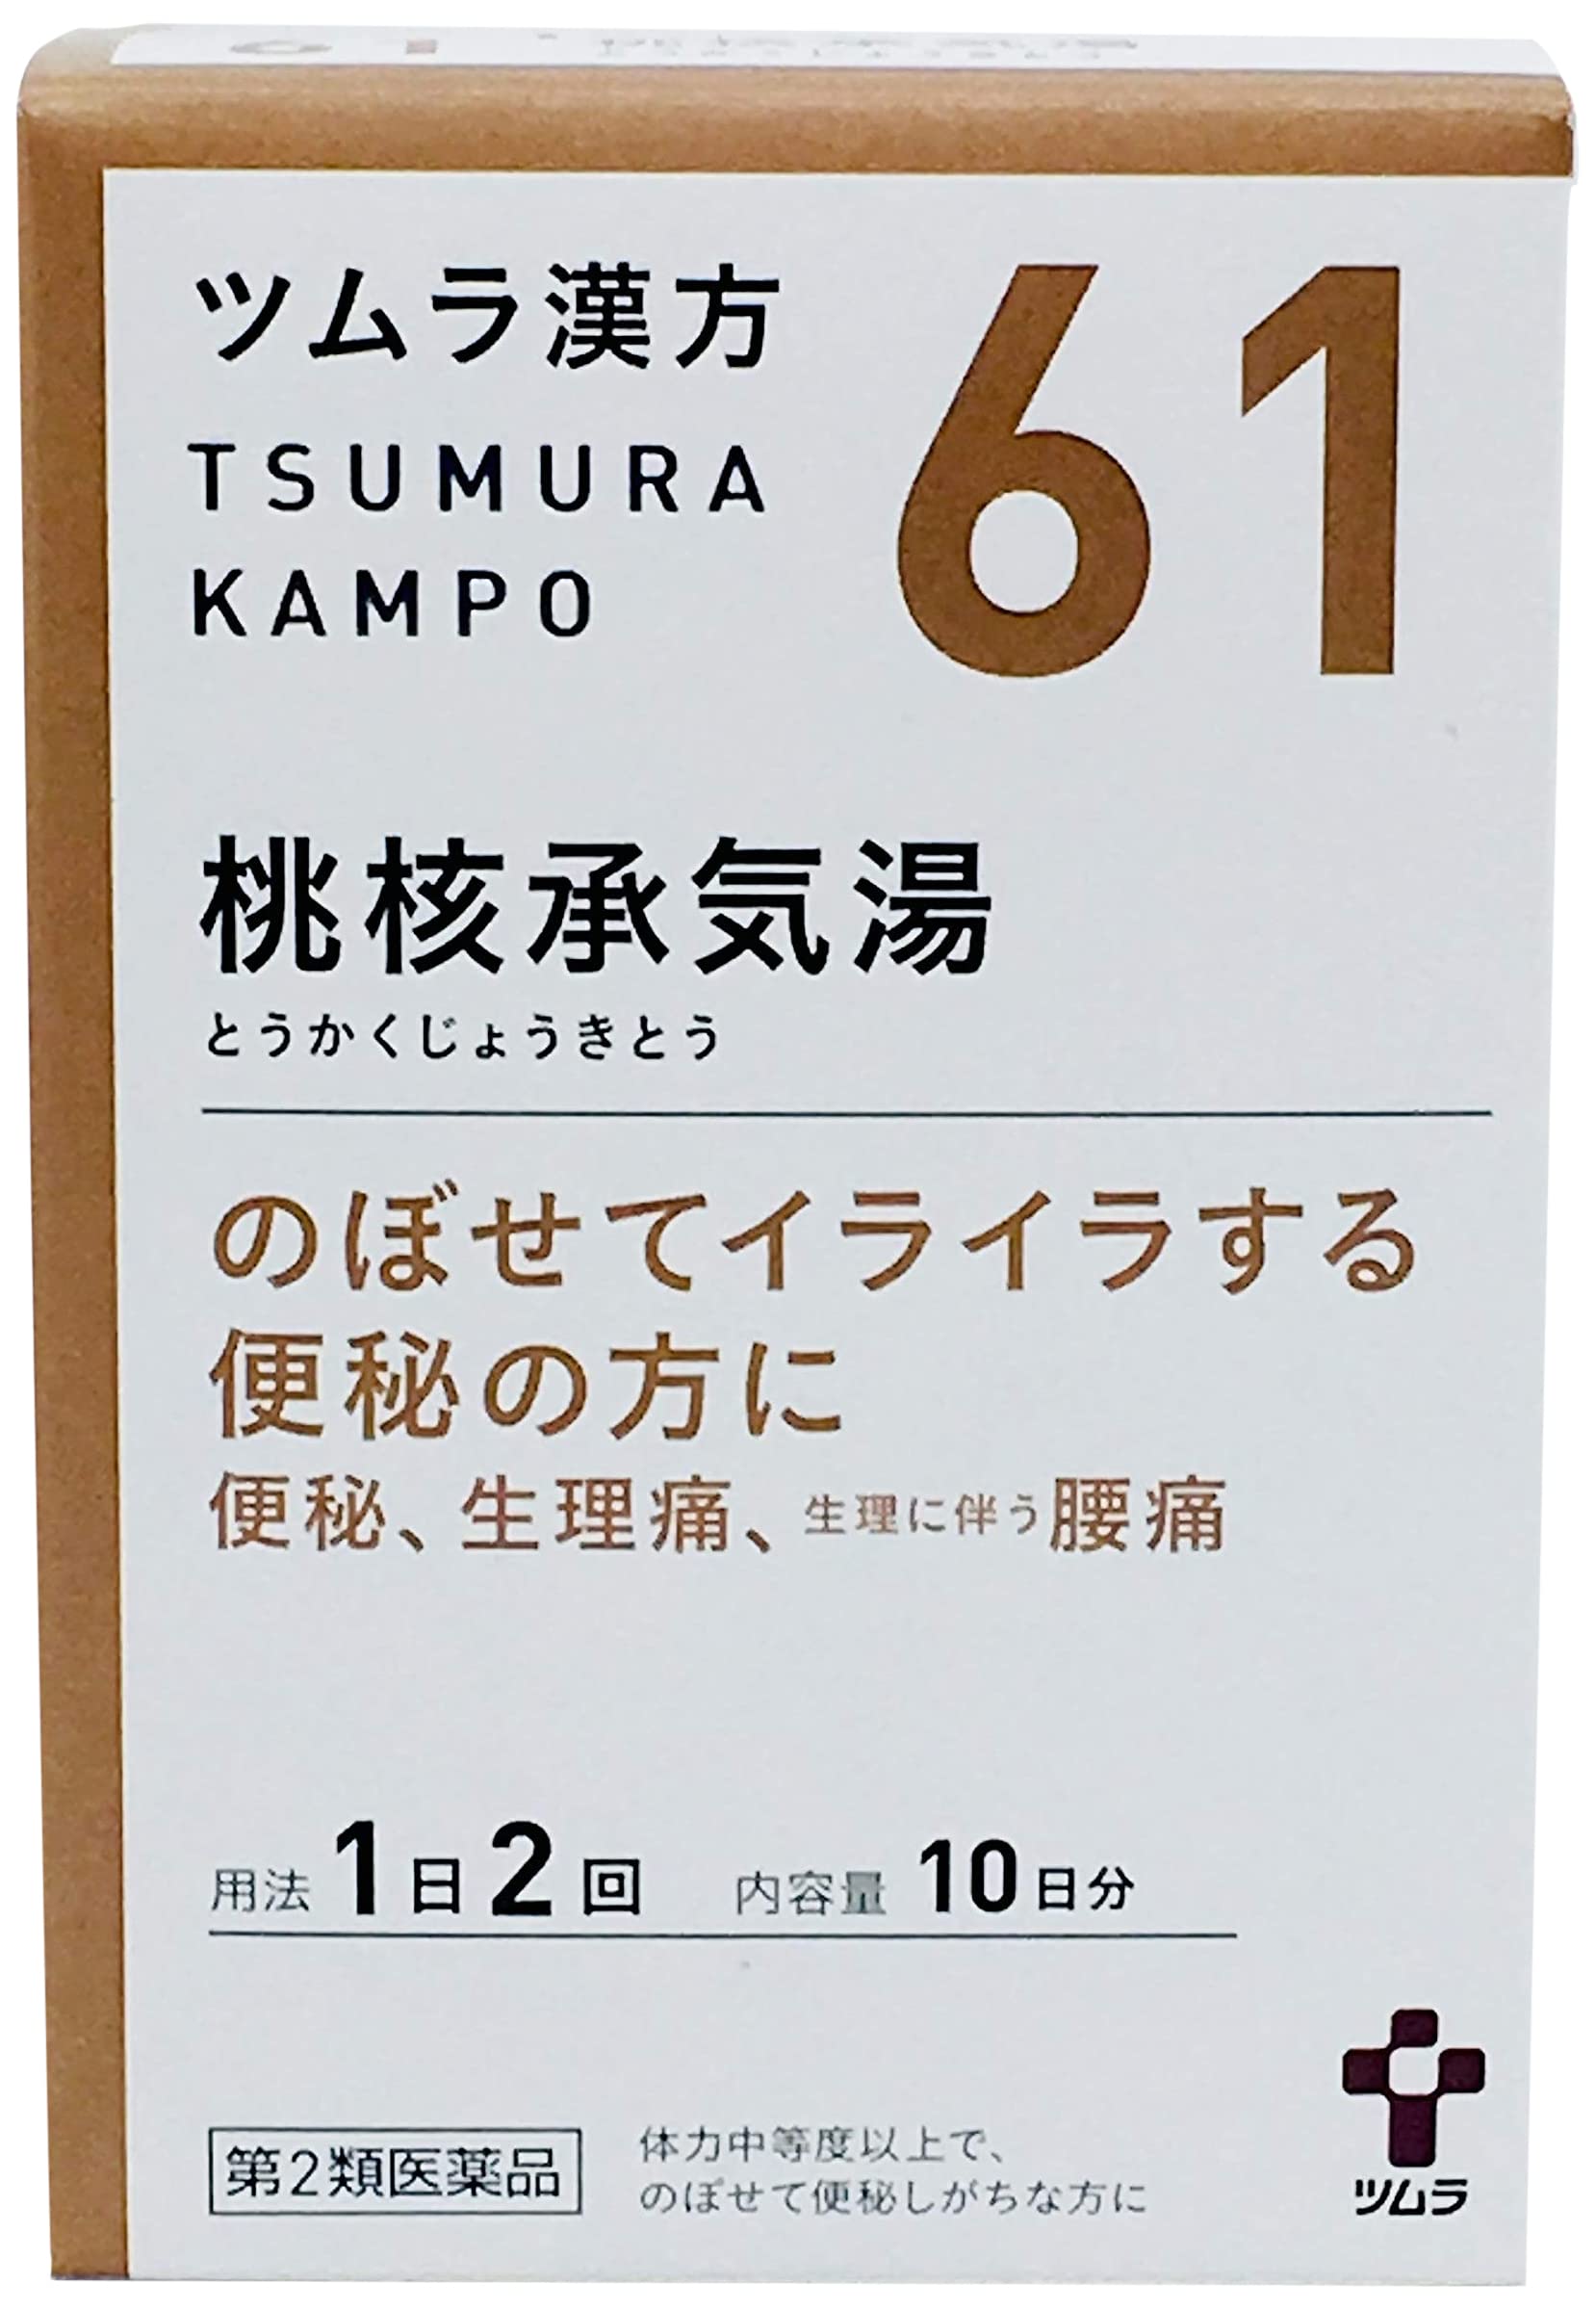 ツムラ漢方
TSUMURA
KAMPO
61
桃核承気湯
とうかくじょうきとう
のぼせてイライラする
便秘の方に
便秘、生理痛、生理に伴う腰痛
用法 1日2回 内容量 10日分
第2類医薬品
体力中等度以上で、
のぼせて便秘しがちな方に
ツムラ